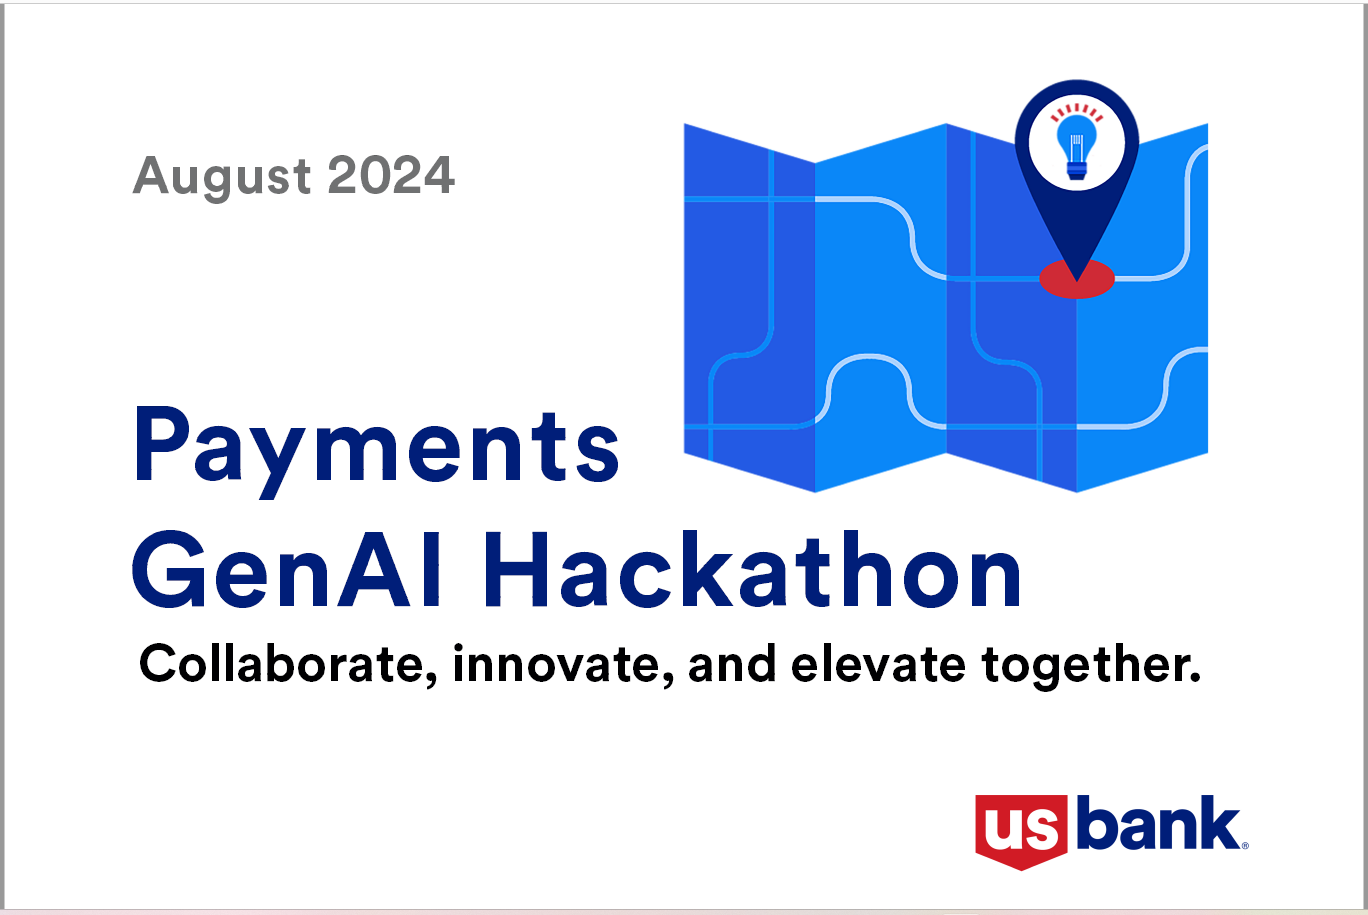 August 2024
Payments
GenAI Hackathon
Collaborate, innovate, and elevate together.
us bank®